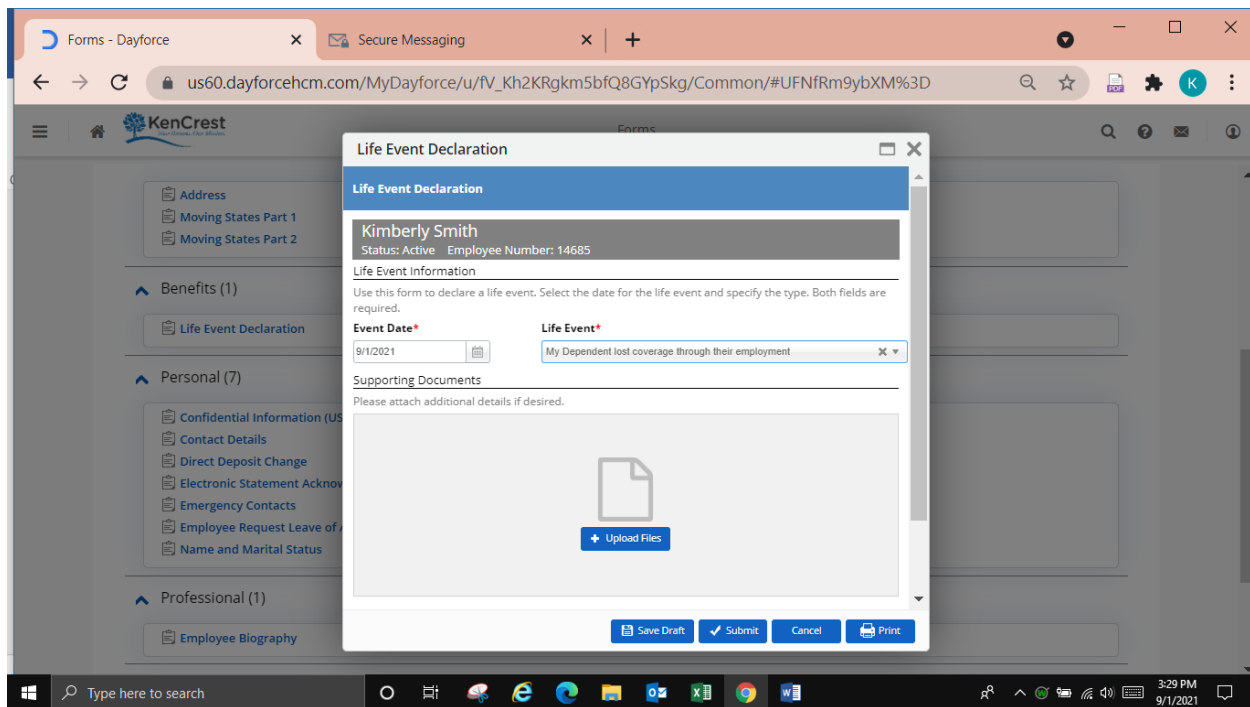 Forms - Dayforce
Secure Messaging
us60.dayforcehcm.com/MyDayforce/u/fV_Kh2KRgkm5bfQ8GYpSkg/Common/#UFNfRm9ybXM%3D
PDF
K
KenCrest
Forms
Address
Moving States Part 1
Moving States Part 2
Benefits (1)
Life Event Declaration
Personal (7)
Confidential Information (US
Contact Details
Direct Deposit Change
Electronic Statement Acknow
Emergency Contacts
Employee Request Leave of A
Name and Marital Status
Professional (1)
Employee Biography
Life Event Declaration
Life Event Declaration
Kimberly Smith
Status: Active Employee Number: 14685
Life Event Information
Use this form to declare a life event. Select the date for the life event and specify the type. Both fields are
required.
Event Date* Life Event*
9/1/2021 My Dependent lost coverage through their employment
Supporting Documents
Please attach additional details if desired.
+ Upload Files
Save Draft Submit Cancel Print
Type here to search
3:29 PM
9/1/2021